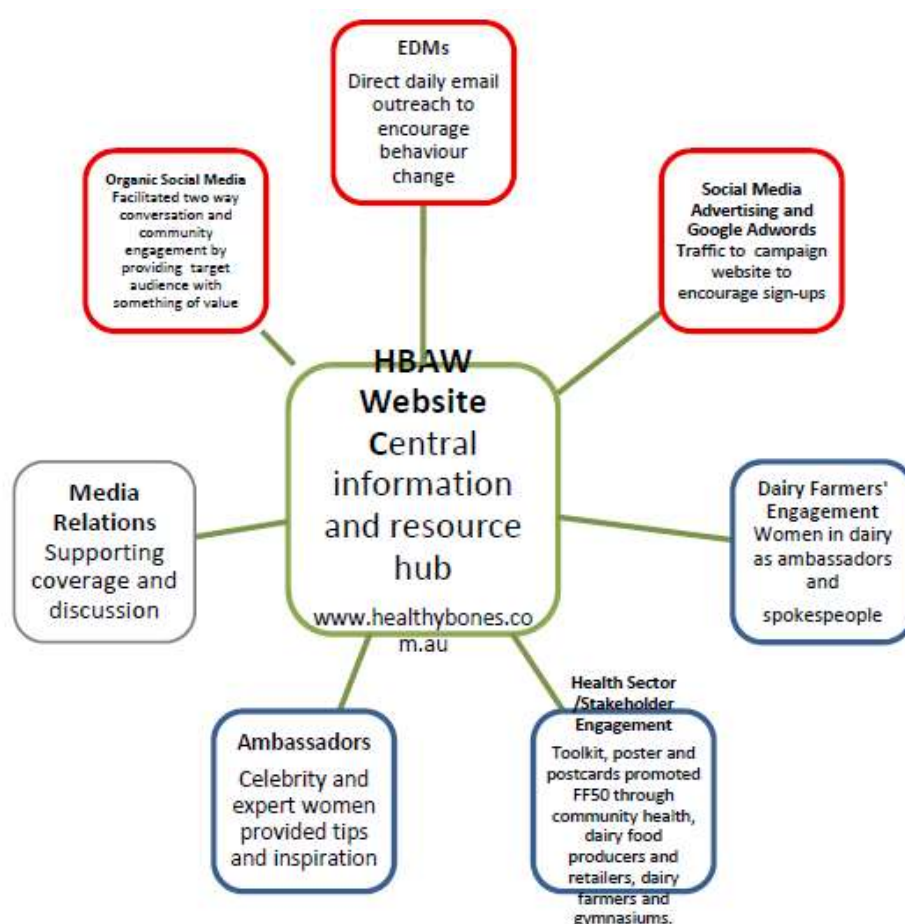 EDMs
Direct daily email
outreach to
encourage
behaviour
change
Organic Social Media
Facilitated two way
conversation and
community
engagement by
providing target
audience with
something of value
Social Media
Advertising and
Google Adwords
Traffic to campaign
website to
encourage sign-ups
HBAW
Website
Central
information
and resource
hub
www.healthybones.co
m.au
Media
Relations
Supporting
coverage and
discussion
Dairy Farmers'
Engagement
Women in dairy
as ambassadors
and
spokespeople
Ambassadors
Celebrity and
expert women
provided tips
and inspiration
Health Sector
/Stakeholder
Engagement
Toolkit, poster and
postcards promoted
FF50 through
community health,
dairy food
producers and
retailers, dairy
farmers and
gymnasiums.